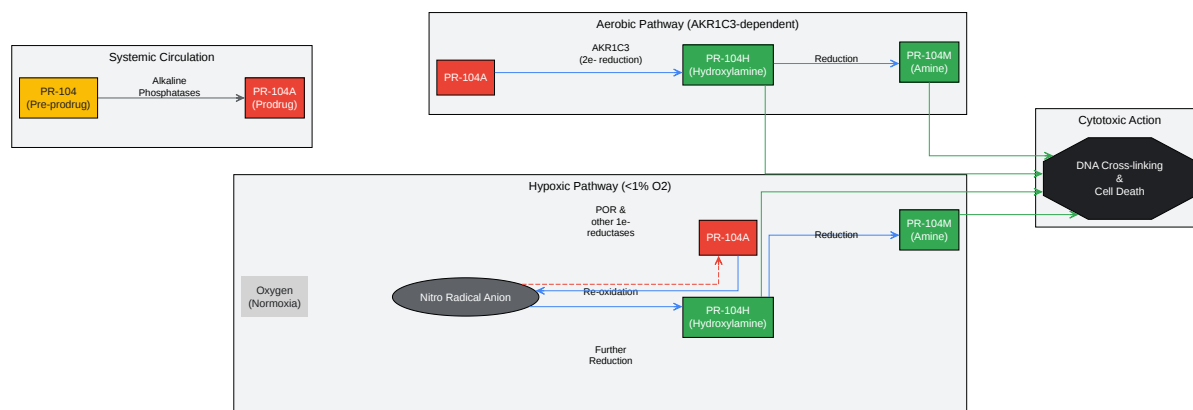 Systemic Circulation
PR-104
(Pre-prodrug)
Alkaline
Phosphatases
PR-104A
(Prodrug)
Aerobic Pathway (AKR1C3-dependent)
PR-104A
AKR1C3
(2e- reduction)
PR-104H
(Hydroxylamine)
Reduction
PR-104M
(Amine)
Cytotoxic Action
DNA Cross-linking
&
Cell Death
Hypoxic Pathway (<1% O2)
POR &
other 1e-
reductases
PR-104A
PR-104M
(Amine)
Reduction
Oxygen
(Normoxia)
Nitro Radical Anion
Re-oxidation
PR-104H
(Hydroxylamine)
Further
Reduction